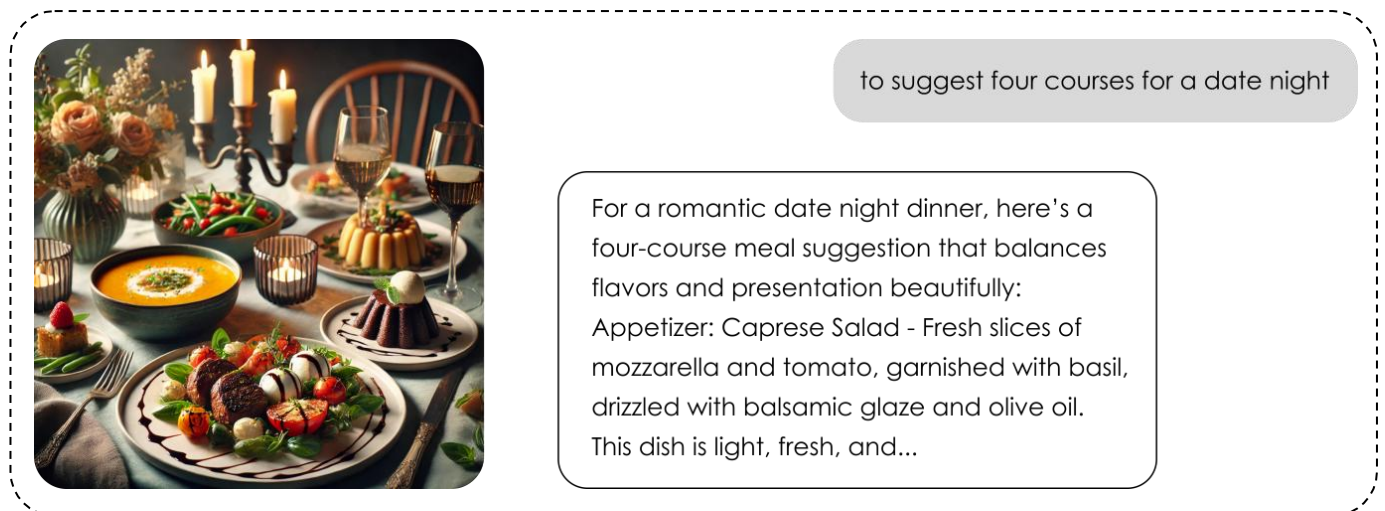 to suggest four courses for a date night
For a romantic date night dinner, here's a
four-course meal suggestion that balances
flavors and presentation beautifully:
Appetizer: Caprese Salad - Fresh slices of
mozzarella and tomato, garnished with basil,
drizzled with balsamic glaze and olive oil.
This dish is light, fresh, and...